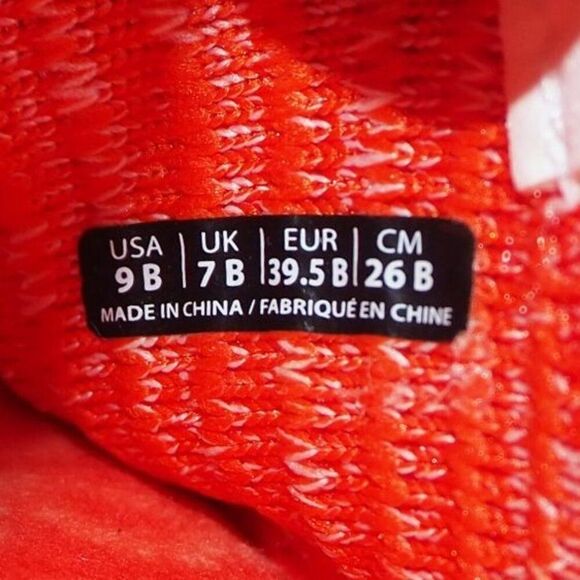 USA | UK | EUR | CM
9 B | 7 B | 39.5 B | 26 B
MADE IN CHINA / FABRIQUÉ EN CHINE